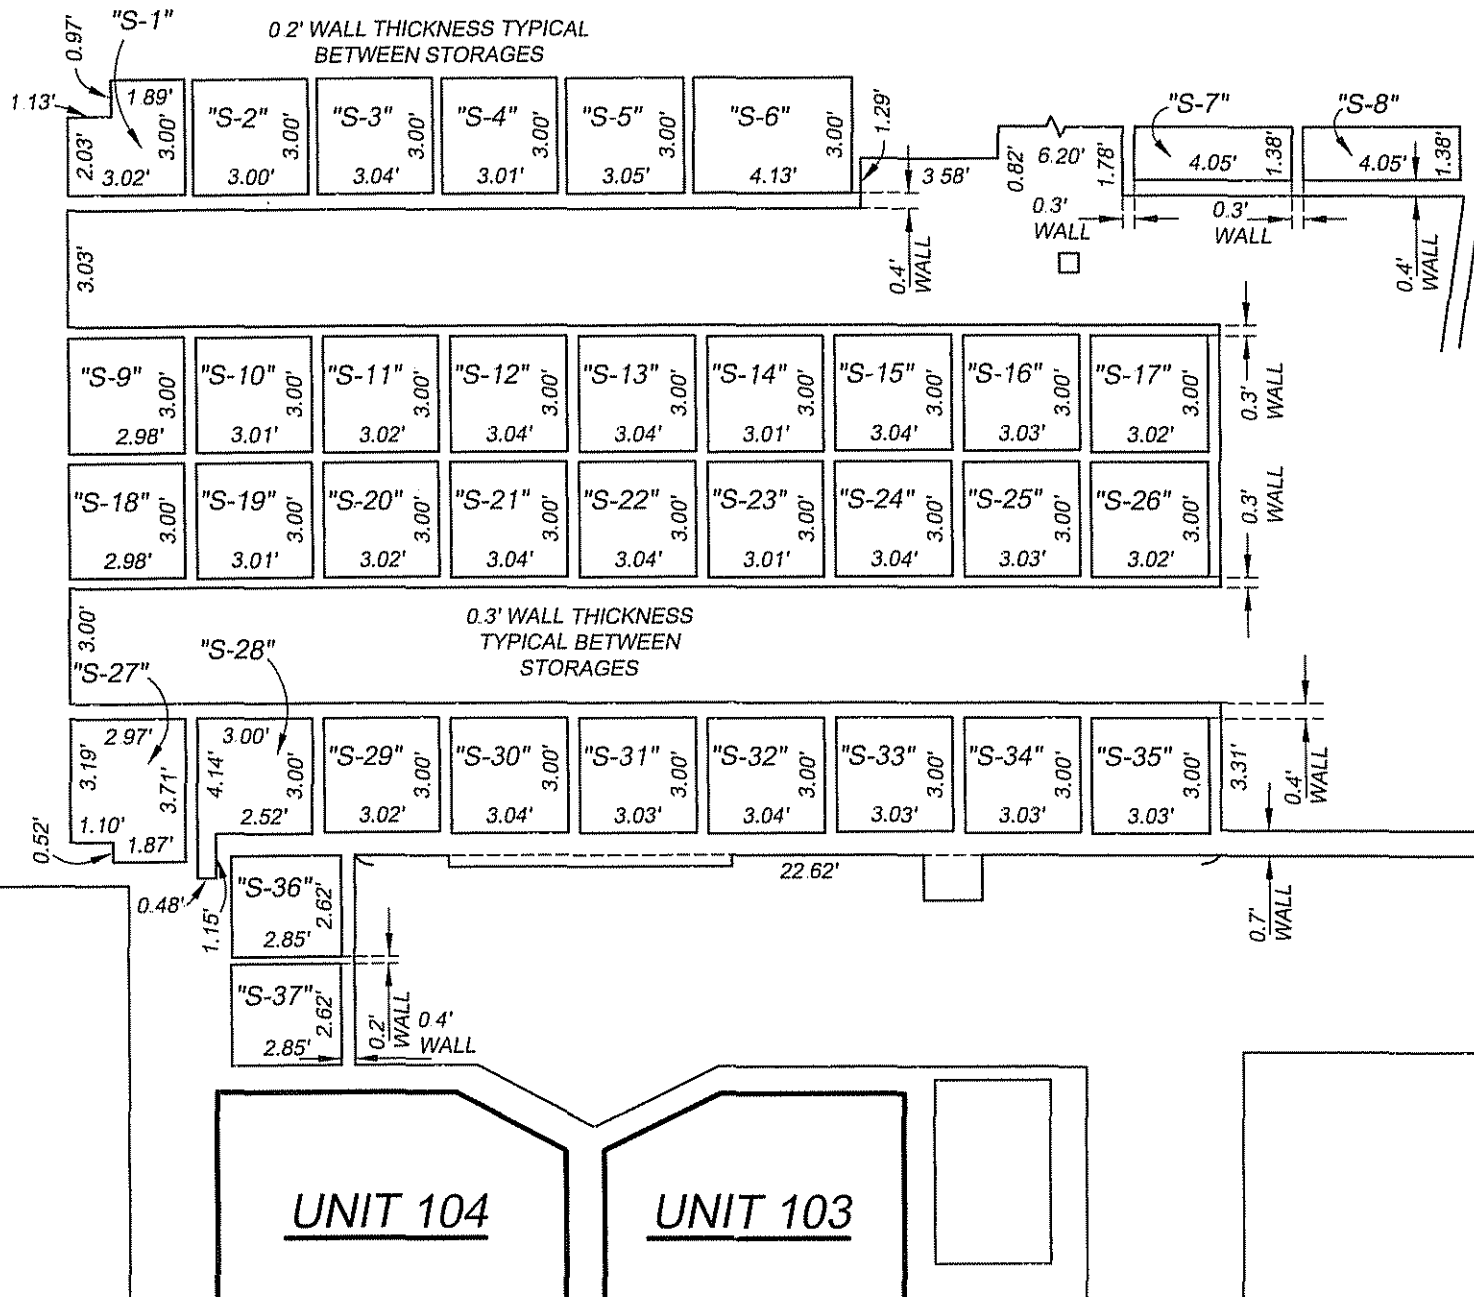 "S-1"
0.97'
0.2' WALL THICKNESS TYPICAL
BETWEEN STORAGES
1.13'
1.89'
2.03'
3.00'
3.02'
"S-2"
3.00'
3.00'
"S-3"
3.00'
3.04'
"S-4"
3.00'
3.01'
"S-5"
3.00'
3.05'
"S-6"
3.00'
4.13'
1.29'
3.58'
0.82'
6.20'
1.78'
"S-7"
4.05'
1.38'
"S-8"
4.05'
1.38'
0.3'
WALL
0.3'
WALL
0.4'
WALL
0.4'
WALL
3.03'
"S-9"
3.00'
2.98'
"S-10"
3.00'
3.01'
"S-11"
3.00'
3.02'
"S-12"
3.00'
3.04'
"S-13"
3.00'
3.04'
"S-14"
3.00'
3.01'
"S-15"
3.00'
3.04'
"S-16"
3.00'
3.03'
"S-17"
3.00'
3.02'
0.3'
WALL
"S-18"
3.00'
2.98'
"S-19"
3.00'
3.01'
"S-20"
3.00'
3.02'
"S-21"
3.00'
3.04'
"S-22"
3.00'
3.04'
"S-23"
3.00'
3.01'
"S-24"
3.00'
3.04'
"S-25"
3.00'
3.03'
"S-26"
3.00'
3.02'
0.3'
WALL
3.00'
0.3' WALL THICKNESS
TYPICAL BETWEEN
STORAGES
"S-27"
2.97'
3.19'
3.71'
1.10'
1.87'
0.52'
"S-28"
3.00'
4.14'
3.00'
2.52'
0.48'
1.15'
"S-29"
3.00'
3.02'
"S-30"
3.00'
3.04'
"S-31"
3.00'
3.03'
"S-32"
3.00'
3.04'
"S-33"
3.00'
3.03'
"S-34"
3.00'
3.03'
"S-35"
3.00'
3.03'
3.31'
0.4'
WALL
22.62'
0.7'
WALL
"S-36"
2.62'
2.85'
"S-37"
2.62'
2.85'
0.2'
WALL
0.4'
WALL
UNIT 104
UNIT 103